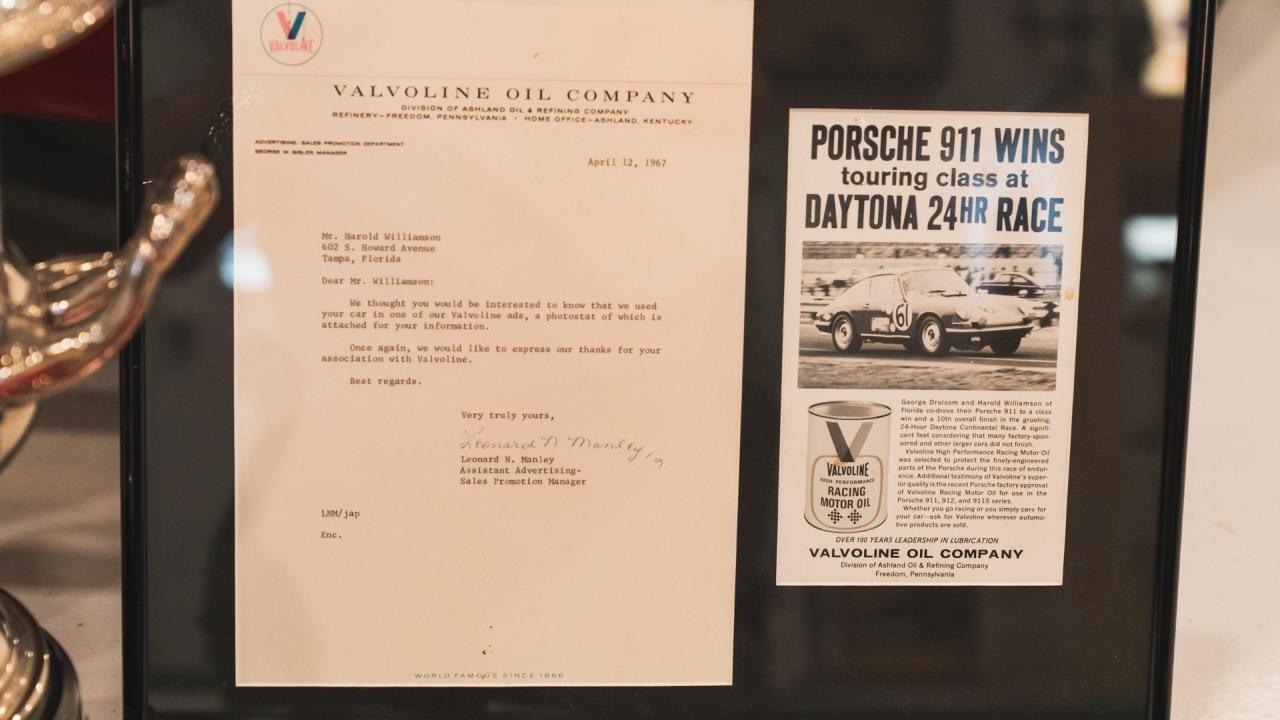 VALVOLINE
VALVOLINE OIL COMPANY
DIVISION OF ASHLAND OIL & REFINING COMPANY
REFINERY—FREEDOM, PENNSYLVANIA • HOME OFFICE—ASHLAND, KENTUCKY
ADVERTISING - SALES PROMOTION DEPARTMENT
GEORGE W. SISLER, MANAGER
April 12, 1967
Mr. Harold Williamson
602 S. Howard Avenue
Tampa, Florida
Dear Mr. Williamson:
We thought you would be interested to know that we used
your car in one of our Valvoline ads, a photostat of which is
attached for your information.
Once again, we would like to express our thanks for your
association with Valvoline.
Best regards.
Very truly yours,
Leonard N Manley
Leonard N. Manley
Assistant Advertising-
Sales Promotion Manager
LNM/jap
Enc.
WORLD FAMOUS SINCE 1866
PORSCHE 911 WINS
touring class at
DAYTONA 24HR RACE
61
George Drolsom and Harold Williamson of
Florida co-drove their Porsche 911 to a class
win and a 10th overall finish in the grueling,
24-Hour Daytona Continental Race. A signifi-
cant feat considering that many factory-spon-
sored and other larger cars did not finish.
Valvoline High Performance Racing Motor Oil
was selected to protect the finely-engineered
parts of the Porsche during this race of endur-
ance. Additional testimony of Valvoline's super-
ior quality is the recent Porsche factory approval
of Valvoline Racing Motor Oil for use in the
Porsche 911, 912, and 911S series.
Whether you go racing or you simply care for
your car—ask for Valvoline wherever automo-
tive products are sold.
VALVOLINE
HIGH PERFORMANCE
RACING
MOTOR OIL
OVER 100 YEARS LEADERSHIP IN LUBRICATION
VALVOLINE OIL COMPANY
Division of Ashland Oil & Refining Company
Freedom, Pennsylvania